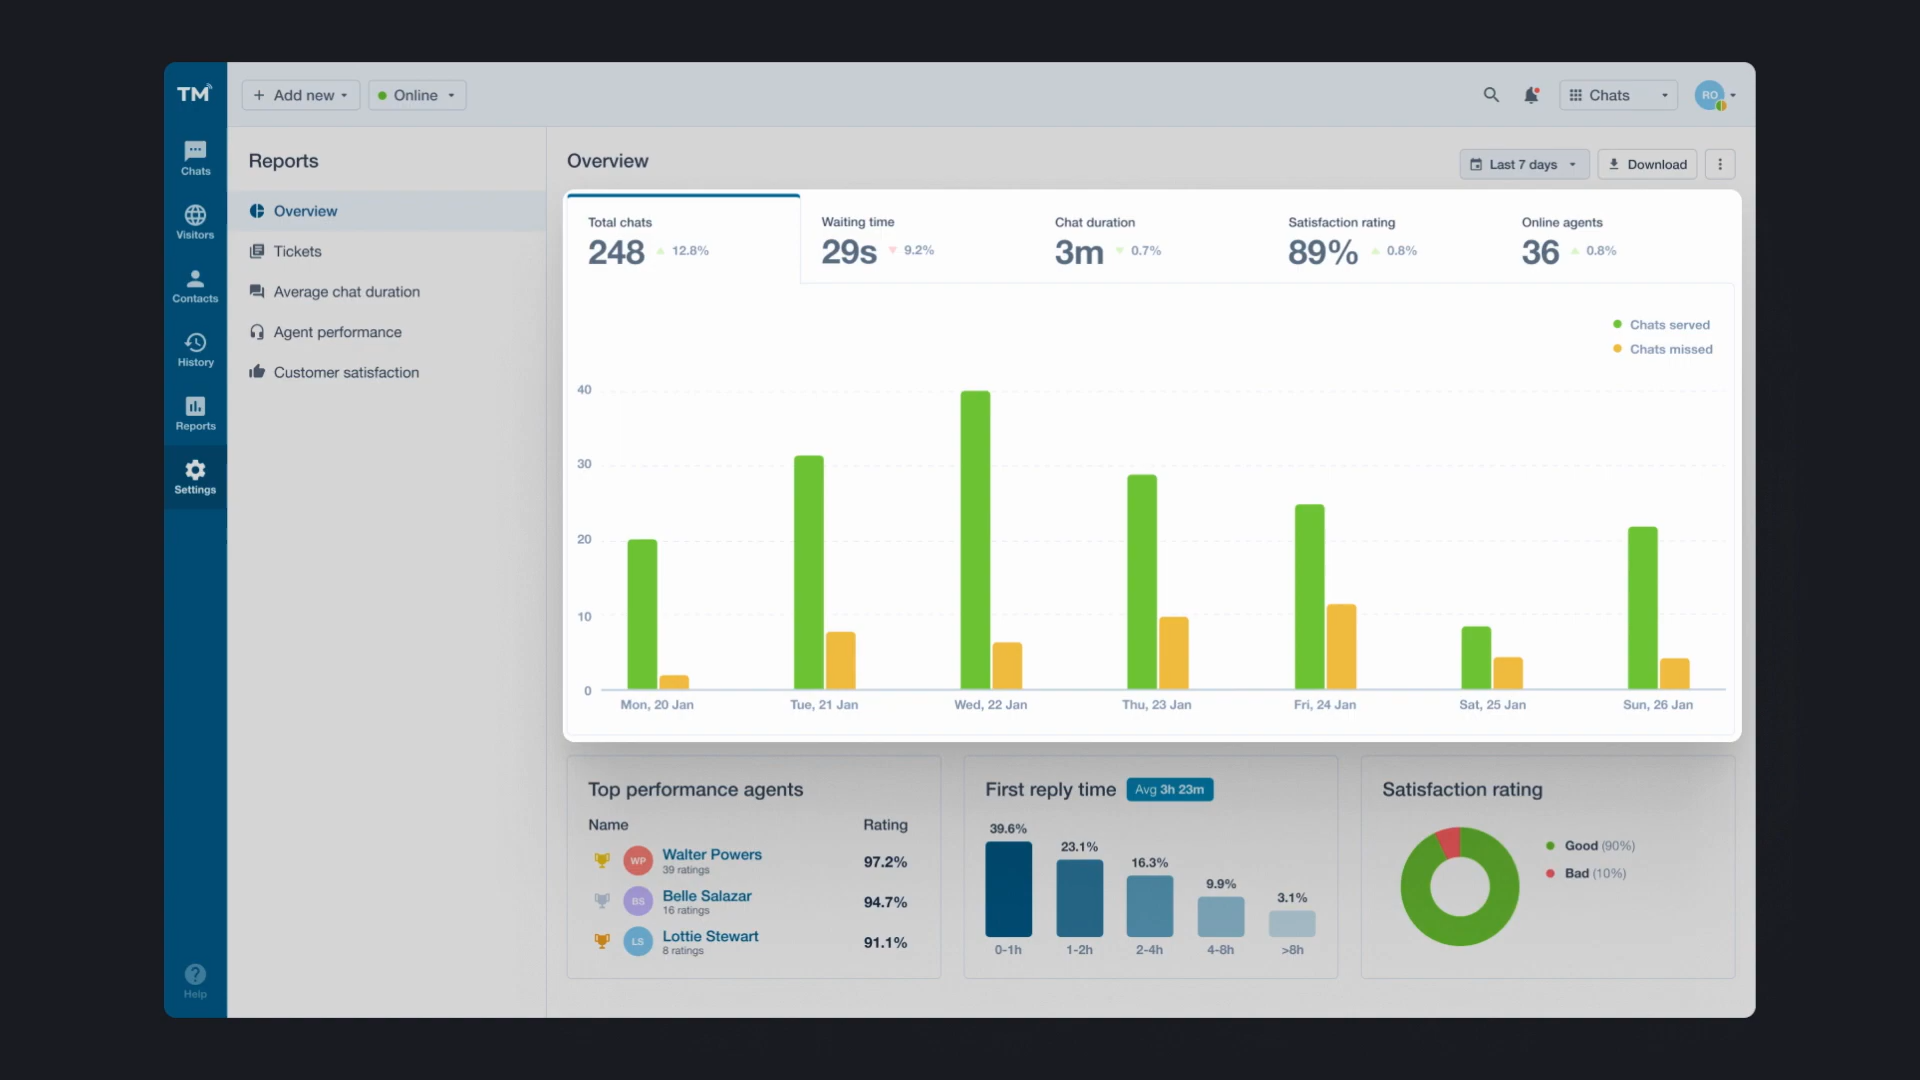 TM
Add new
Online
Chats
RO
Chats
Visitors
Contacts
History
Reports
Settings
Help
Reports
Overview
Tickets
Average chat duration
Agent performance
Customer satisfaction
Overview
Last 7 days
Download
Total chats
248 12.8%
Waiting time
29s 9.2%
Chat duration
3m 0.7%
Satisfaction rating
89% 0.8%
Online agents
36 0.8%
Chats served
Chats missed
40
30
20
10
0
Mon, 20 Jan
Tue, 21 Jan
Wed, 22 Jan
Thu, 23 Jan
Fri, 24 Jan
Sat, 25 Jan
Sun, 26 Jan
Top performance agents
Name Rating
WP Walter Powers 97.2%
39 ratings
BS Belle Salazar 94.7%
16 ratings
LS Lottie Stewart 91.1%
8 ratings
First reply time Avg 3h 23m
39.6%
23.1%
16.3%
9.9%
3.1%
0-1h
1-2h
2-4h
4-8h
>8h
Satisfaction rating
Good (90%)
Bad (10%)